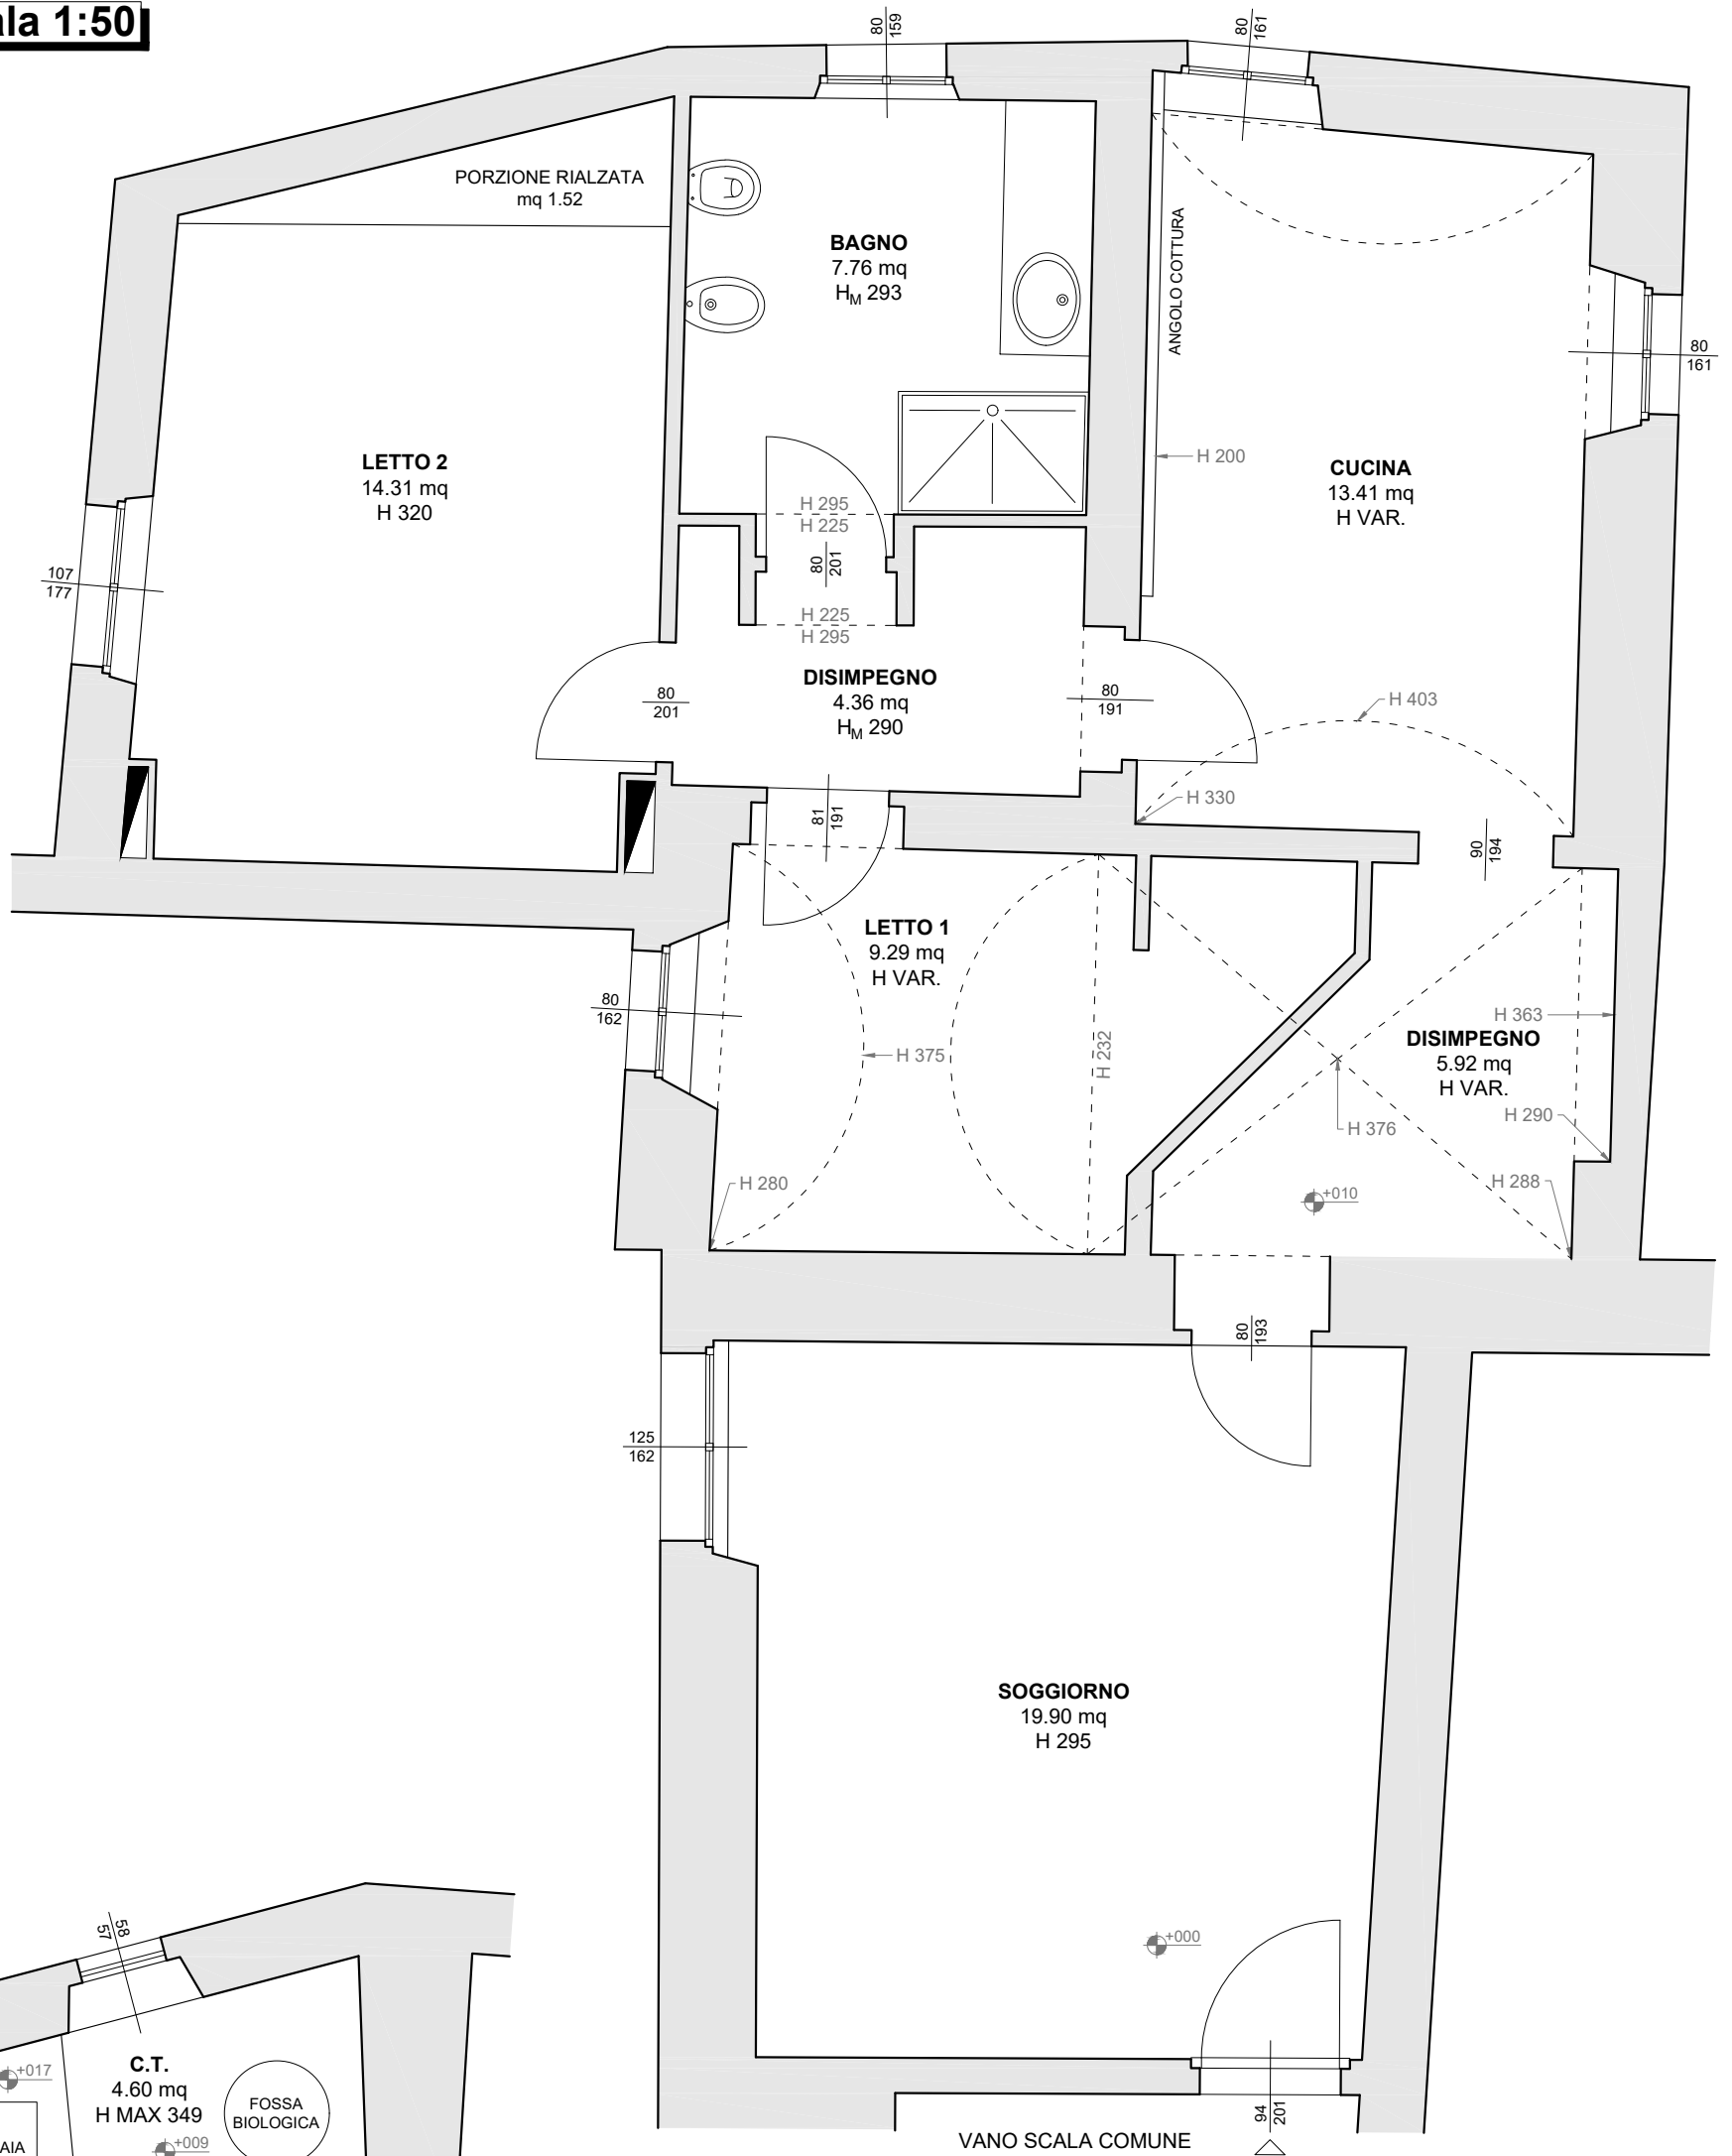 ala 1:50
80
159
80
161
PORZIONE RIALZATA
mq 1.52
BAGNO
7.76 mq
HM 293
ANGOLO COTTURA
80
161
LETTO 2
14.31 mq
H 320
H 200
CUCINA
13.41 mq
H VAR.
H 295
H 225
80
201
107
177
H 225
H 295
DISIMPEGNO
4.36 mq
HM 290
80
201
80
191
H 403
H 330
81
191
90
194
LETTO 1
9.29 mq
H VAR.
80
162
H 375
H 232
H 363
DISIMPEGNO
5.92 mq
H VAR.
H 290
H 376
H 280
H 288
+010
80
193
125
162
SOGGIORNO
19.90 mq
H 295
+000
58
57
+017
C.T.
4.60 mq
H MAX 349
FOSSA
BIOLOGICA
+009
AIA
94
201
VANO SCALA COMUNE